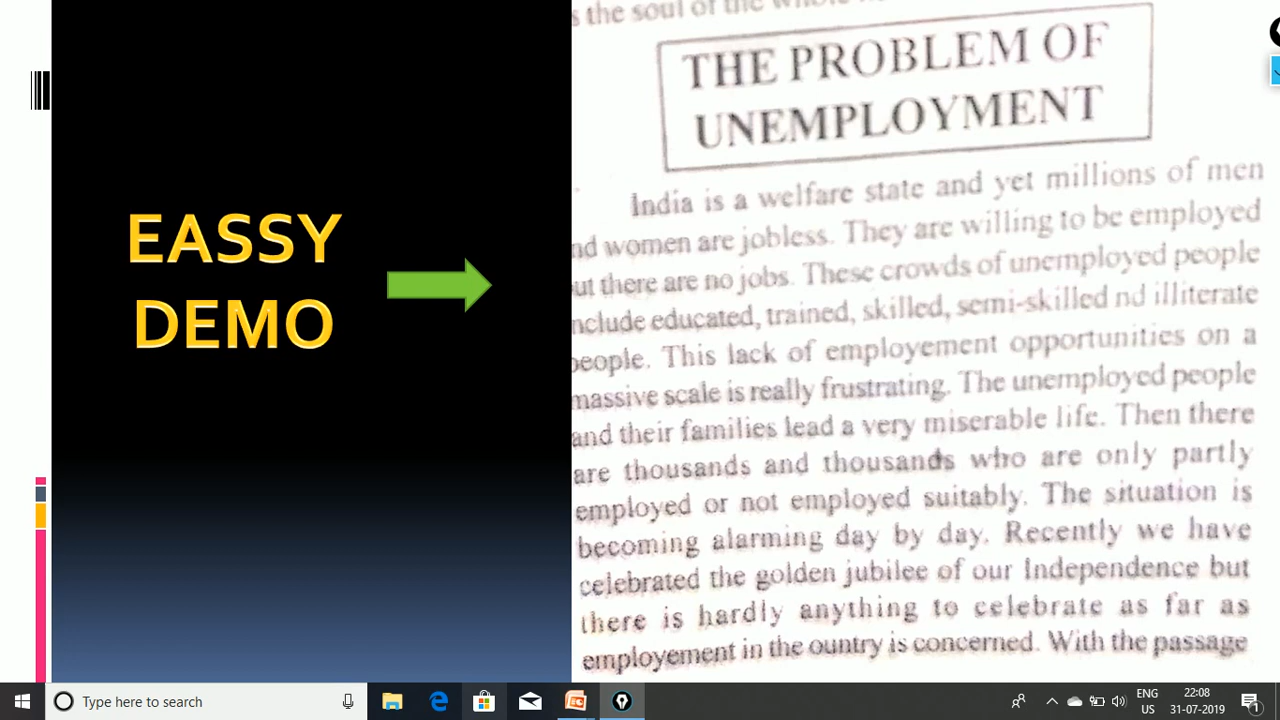 EASSY
DEMO
s the soul of the whole
THE PROBLEM OF
UNEMPLOYMENT
India is a welfare state and yet millions of men
nd women are jobless. They are willing to be employed
ut there are no jobs. These crowds of unemployed people
nclude educated, trained, skilled, semi-skilled nd illiterate
people. This lack of employement opportunities on a
massive scale is really frustrating. The unemployed people
and their families lead a very miserable life. Then there
are thousands and thousands who are only partly
employed or not employed suitably. The situation is
becoming alarming day by day. Recently we have
celebrated the golden jubilee of our Independence but
there is hardly anything to celebrate as far as
employement in the ountry is concerned. With the passage
Type here to search
ENG
US
22:08
31-07-2019
1